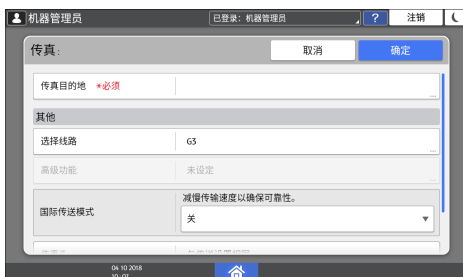 机器管理员
已登录：机器管理员
?
注销
传真:
取消
确定
传真目的地 *必须
其他
选择线路 G3
高级功能 未设定
减慢传输速度以确保可靠性。
国际传送模式
关
04 10 2018